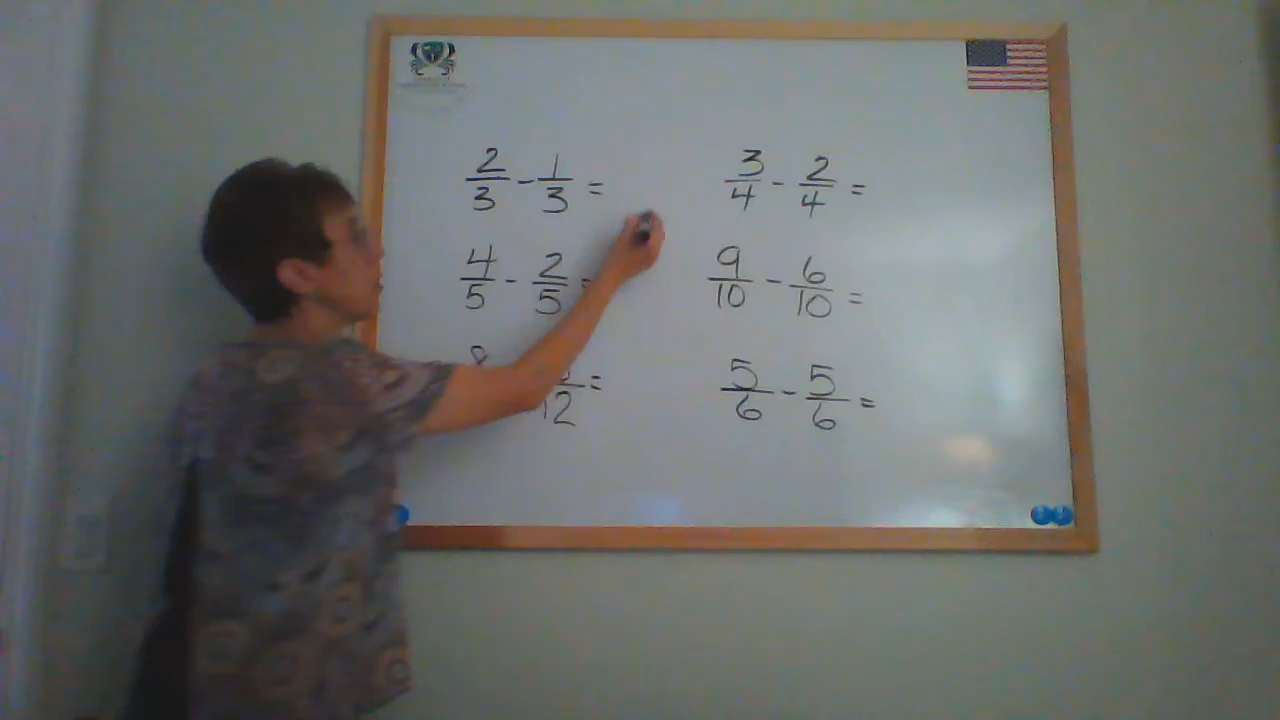 2/3 - 1/3 =
3/4 - 2/4 =
4/5 - 2/5 =
9/10 - 6/10 =
8 /12 =
5/6 - 5/6 =